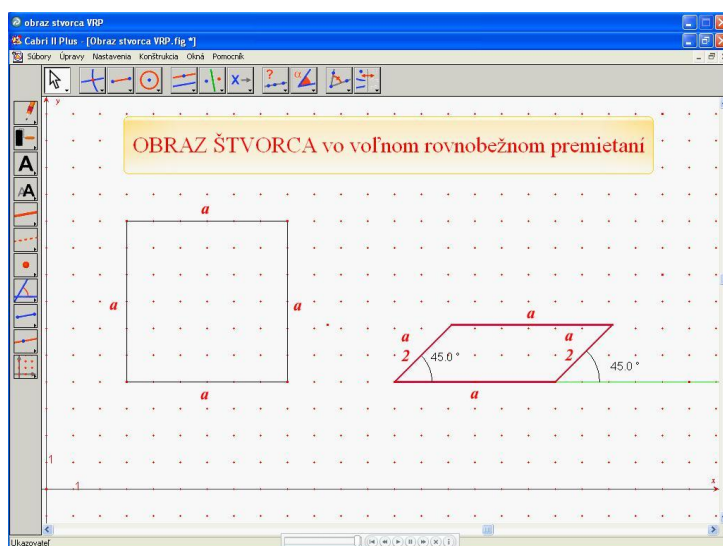 obraz stvorca VRP
Cabri II Plus - [Obraz stvorca VRP.fig *]
Súbory Úpravy Nastavenia Konštrukcia Okná Pomocník
A
AA
y
OBRAZ ŠTVORCA vo voľnom rovnobežnom premietaní
a
a
a
a
a
a
2
45.0 °
a
2
45.0 °
a
1
1
x
Ukazovateľ